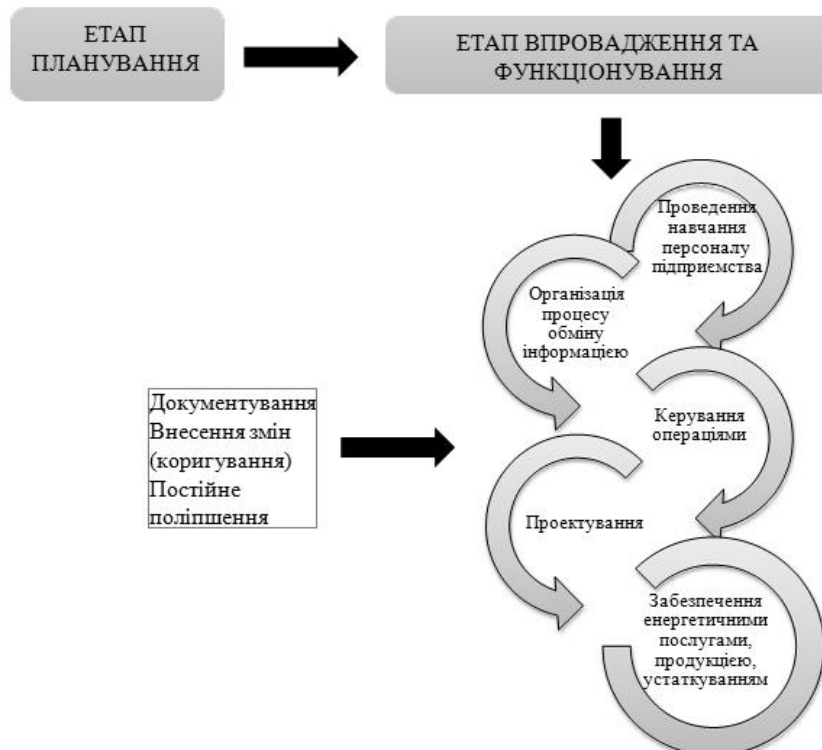 ЕТАП
ПЛАНУВАННЯ
ЕТАП ВПРОВАДЖЕННЯ ТА
ФУНКЦІОНУВАННЯ
Проведення
навчання
персоналу
підприємства
Організація
процесу
обміну
інформацією
Документування
Внесення змін
(коригування)
Постійне
поліпшення
Керування
операціями
Проектування
Забезпечення
енергетичними
послугами,
продукцією,
устаткуванням